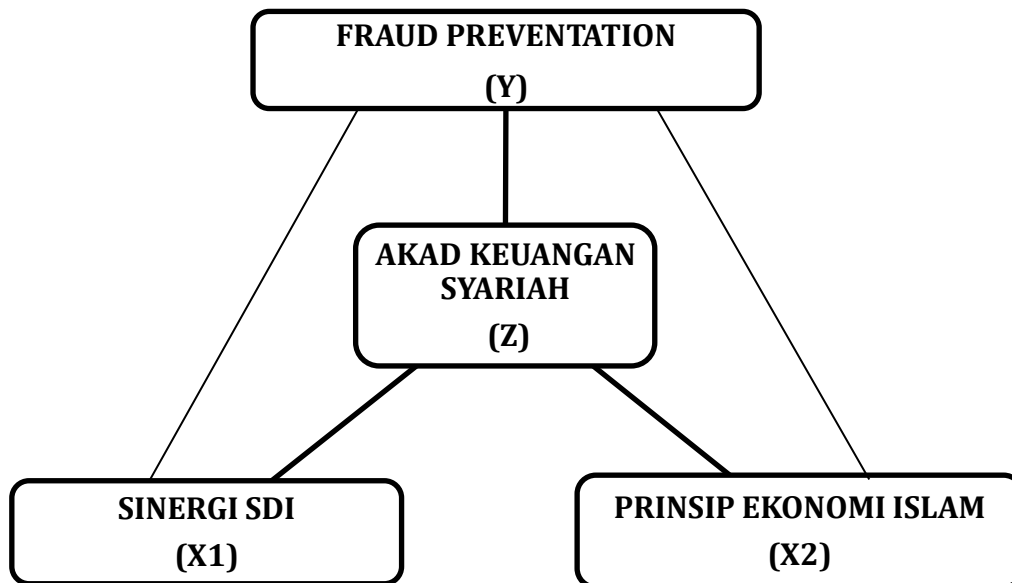 FRAUD PREVENTATION
(Y)
AKAD KEUANGAN
SYARIAH
(Z)
SINERGI SDI
(X1)
PRINSIP EKONOMI ISLAM
(X2)